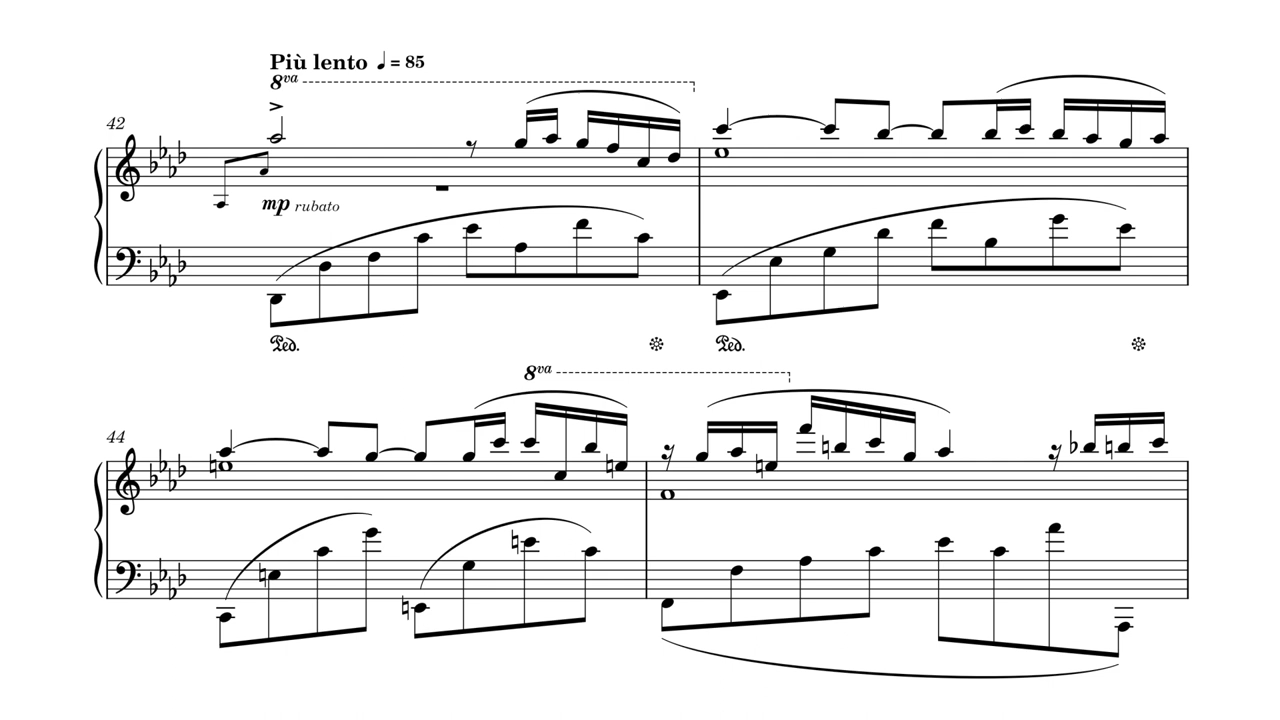 Più lento ♩ = 85
8va
42
mp rubato
Ped. Ped.
8va
44